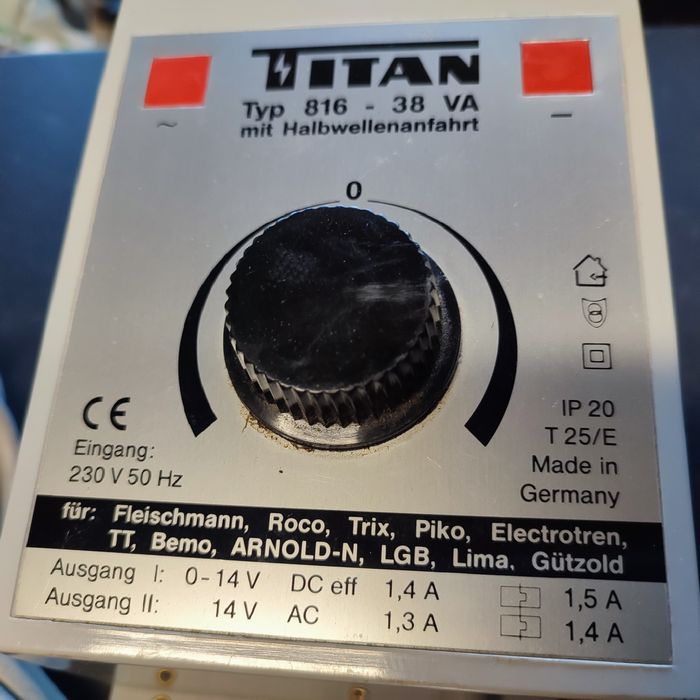 TITAN
Typ 816 - 38 VA
mit Halbwellenanfahrt
~ –
0
CE
Eingang:
230 V 50 Hz
IP 20
T 25/E
Made in
Germany
für: Fleischmann, Roco, Trix, Piko, Electrotren,
TT, Bemo, ARNOLD-N, LGB, Lima. Gützold
Ausgang I: 0-14 V DC eff 1,4 A 1,5 A
Ausgang II: 14 V AC 1,3 A 1,4 A